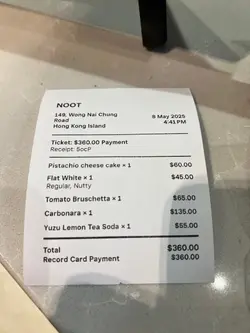 NOOT
149, Wong Nai Chung 8 May 2025
Road 4:41 PM
Hong Kong Island
Ticket: $360.00 Payment
Receipt: 5ocP
Pistachio cheese cake × 1 $60.00
Flat White × 1 $45.00
Regular, Nutty
Tomato Bruschetta × 1 $65.00
Carbonara × 1 $135.00
Yuzu Lemon Tea Soda × 1 $55.00
Total $360.00
Record Card Payment $360.00